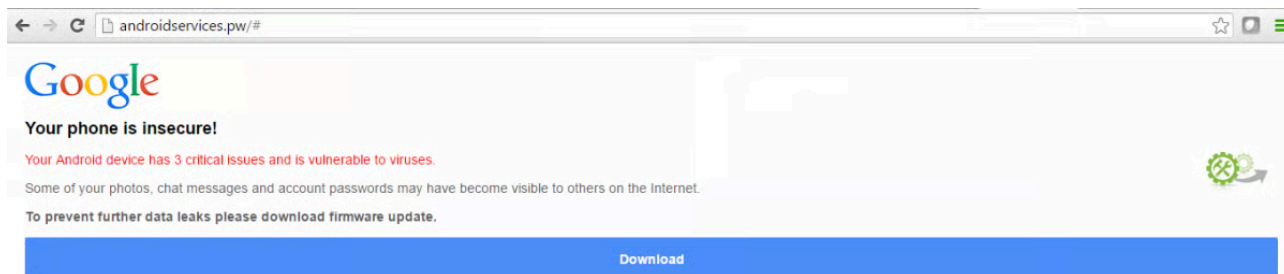 androidservices.pw/#
Google
Your phone is insecure!
Your Android device has 3 critical issues and is vulnerable to viruses.
Some of your photos, chat messages and account passwords may have become visible to others on the Internet.
To prevent further data leaks please download firmware update.
Download